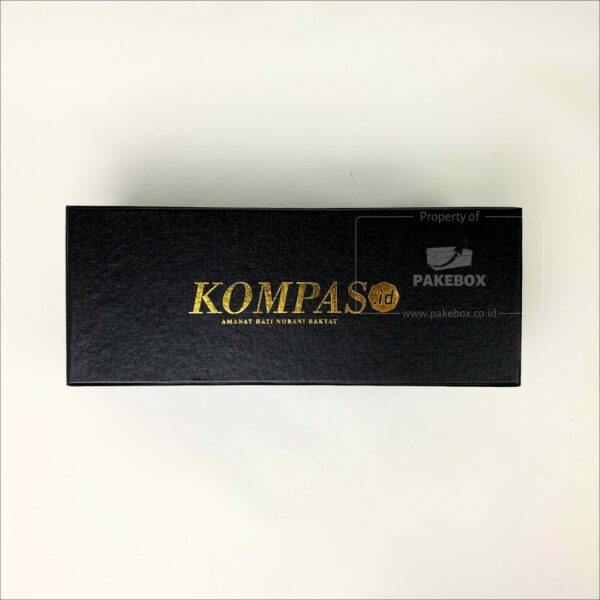 Property of
PAKEBOX
www.pakebox.co.id
KOMPAS.id
AMANAT HATI NURANI RAKYAT